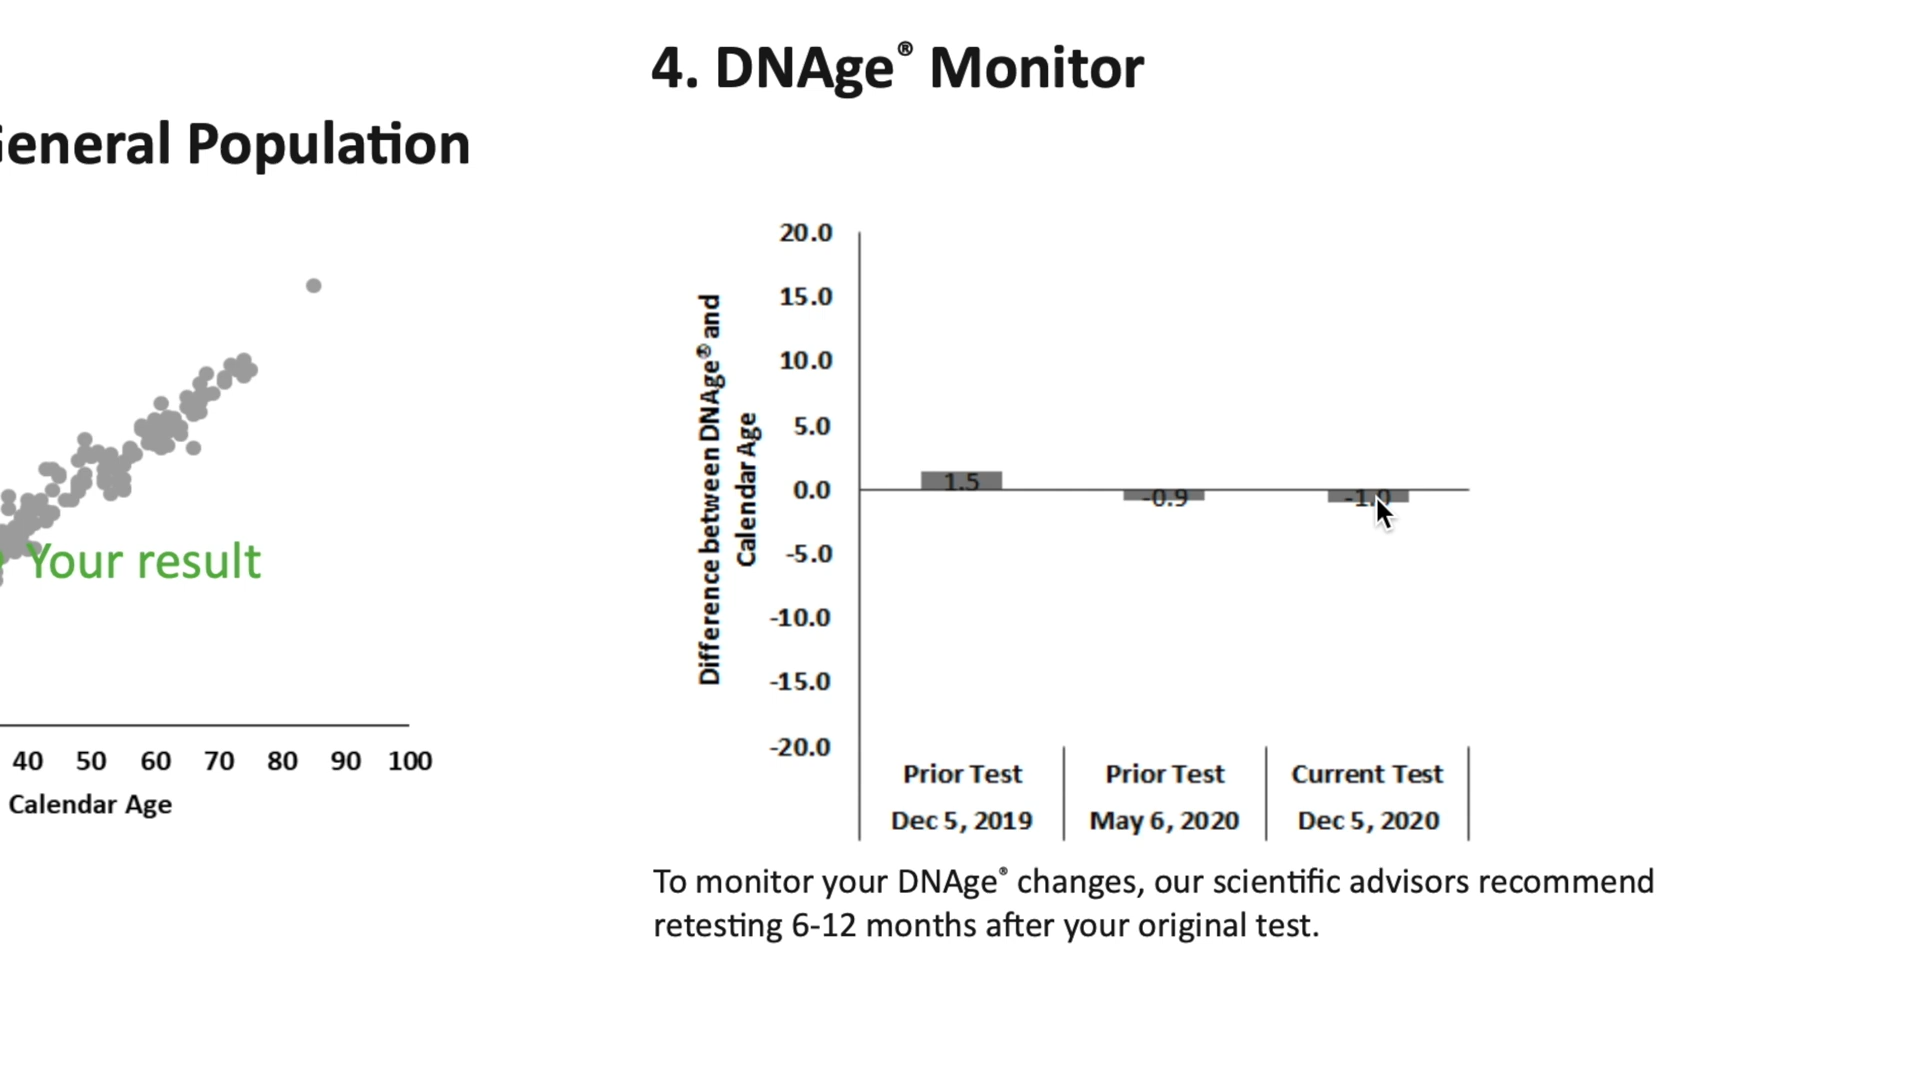 General Population
Your result
40 50 60 70 80 90 100
Calendar Age
4. DNAge® Monitor
Difference between DNAge® and
Calendar Age
20.0
15.0
10.0
5.0
0.0
-5.0
-10.0
-15.0
-20.0
1.5
-0.9
-1.0
Prior Test
Dec 5, 2019
Prior Test
May 6, 2020
Current Test
Dec 5, 2020
To monitor your DNAge® changes, our scientific advisors recommend
retesting 6-12 months after your original test.